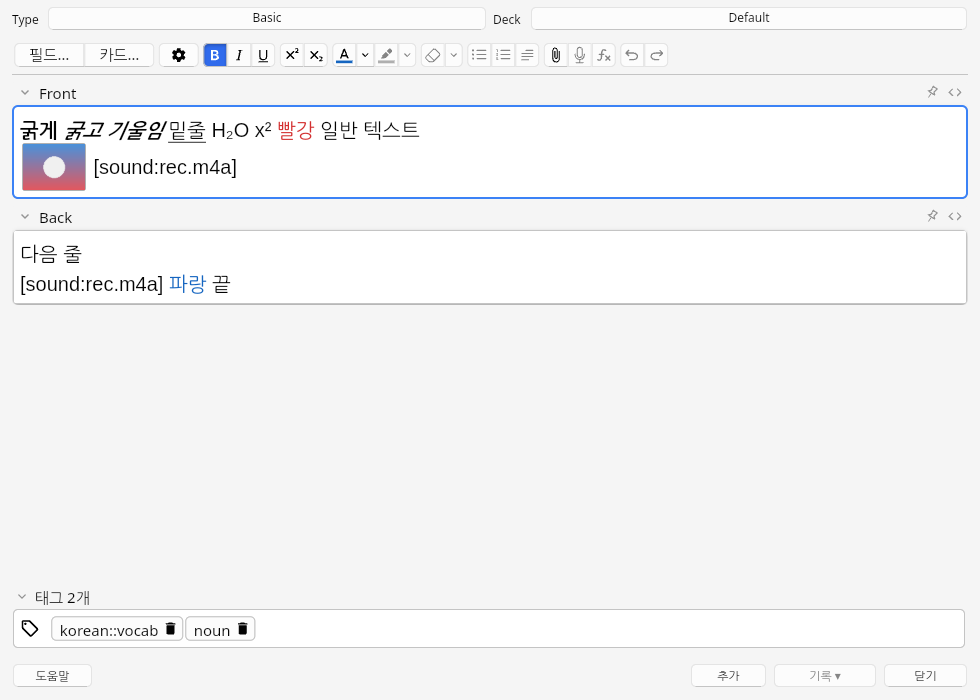 Type Basic Deck Default
필드... 카드... B I U X² X₂ A fx
Front
굵게 굵고 기울임 밑줄 H₂O x² 빨강 일반 텍스트
[sound:rec.m4a]
Back
다음 줄
[sound:rec.m4a] 파랑 끝
태그 2개
korean::vocab noun
도움말 추가 기록 ▾ 닫기